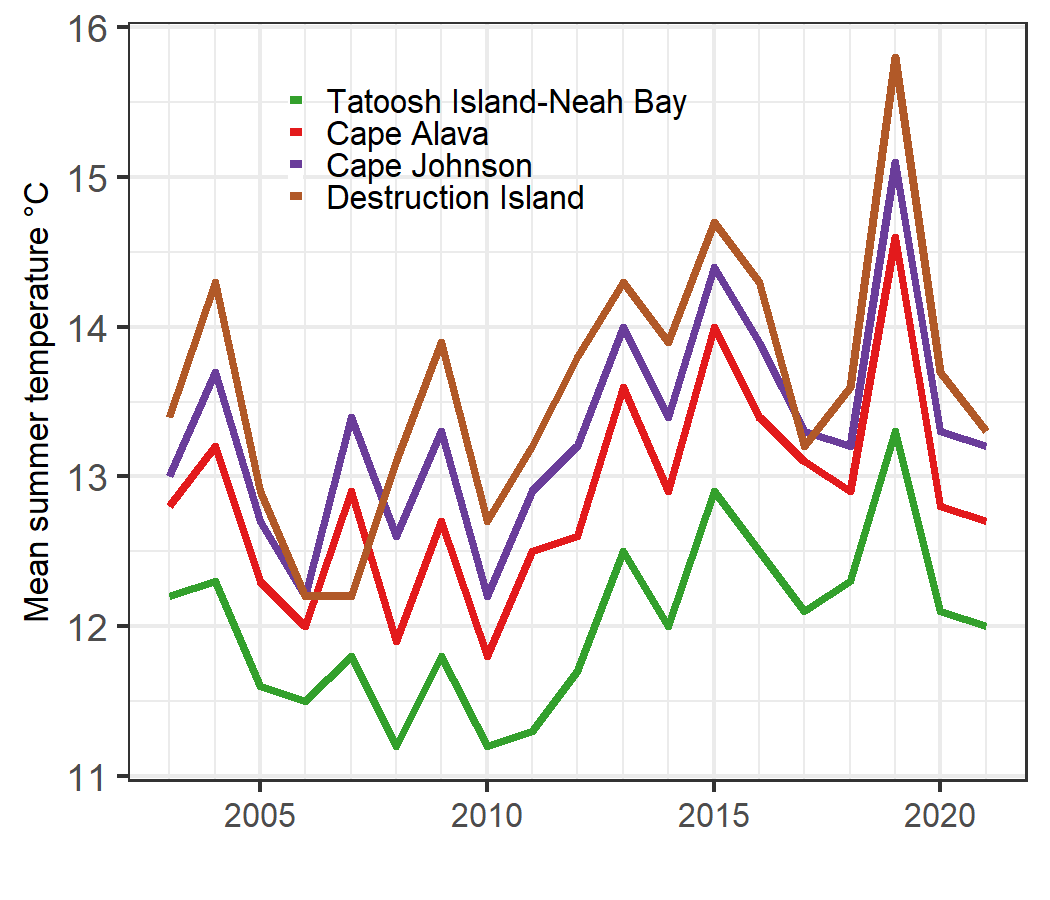 16
15
14
13
12
11
Mean summer temperature °C
Tatoosh Island-Neah Bay
Cape Alava
Cape Johnson
Destruction Island
2005
2010
2015
2020